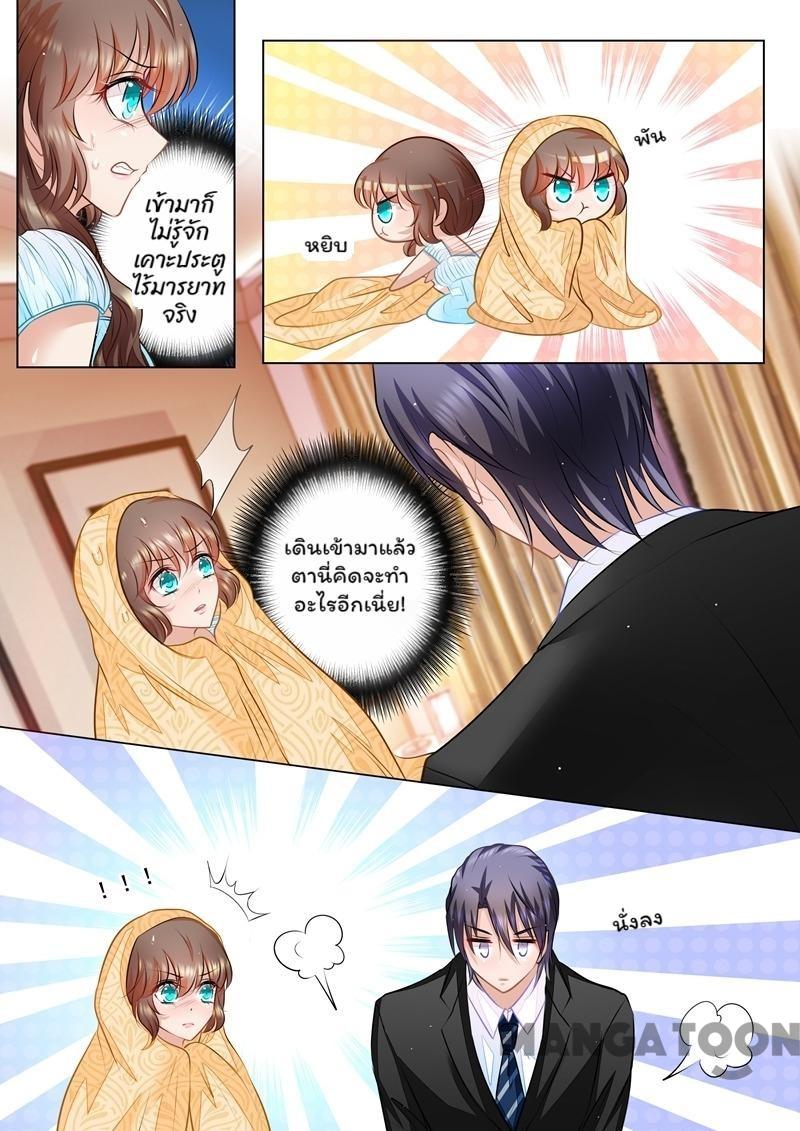 เข้ามาก็
ไม่รู้จัก
เคาะประตู
ไร้มารยาท
จริง
หยิบ
พัน
เดินเข้ามาแล้ว
ตานี่คิดจะทำ
อะไรอีกเนี่ย!
! ! !
นั่งลง
MANGATOON